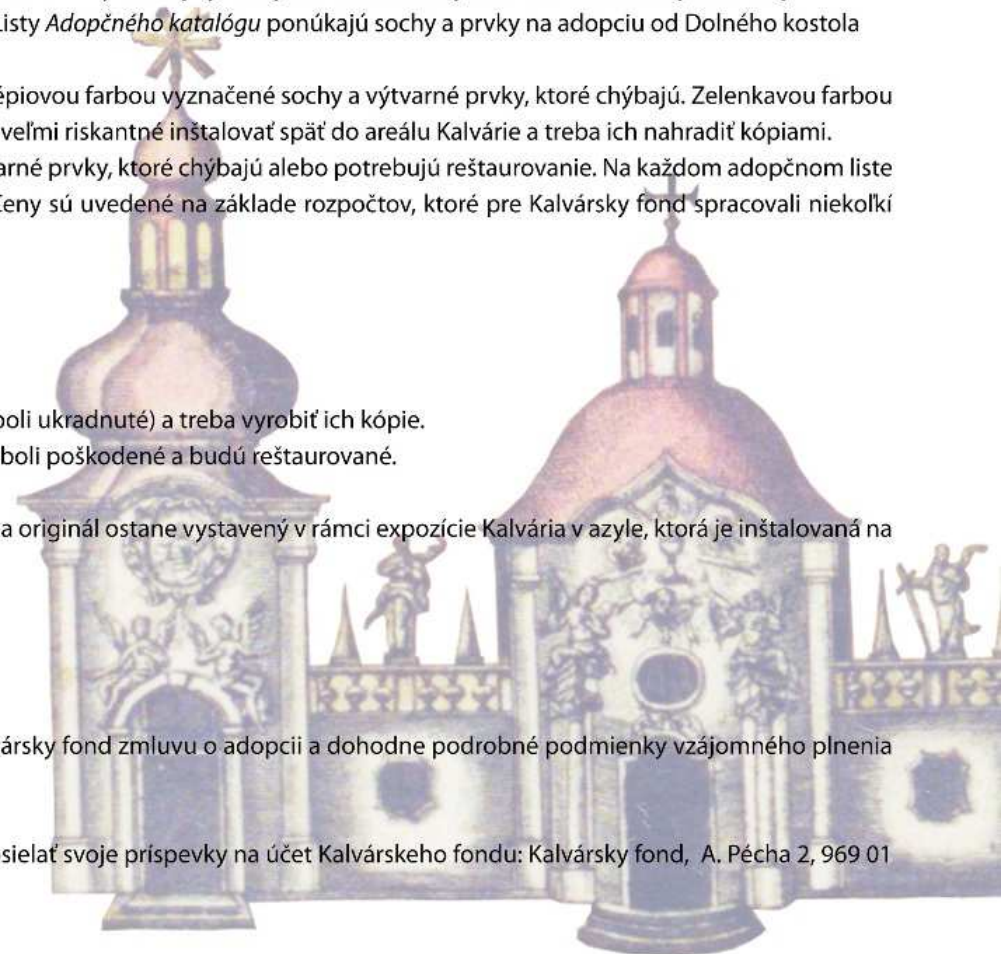 Listy Adopčného katalógu ponúkajú sochy a prvky na adopciu od Dolného kostola
épiovou farbou vyznačené sochy a výtvarné prvky, ktoré chýbajú. Zelenkavou farbou
veľmi riskantné inštalovať späť do areálu Kalvárie a treba ich nahradiť kópiami.
arné prvky, ktoré chýbajú alebo potrebujú reštaurovanie. Na každom adopčnom liste
Ceny sú uvedené na základe rozpočtov, ktoré pre Kalvársky fond spracovali niekoľkí
boli ukradnuté) a treba vyrobiť ich kópie.
boli poškodené a budú reštaurované.
a originál ostane vystavený v rámci expozície Kalvária v azyle, ktorá je inštalovaná na
vársky fond zmluvu o adopcii a dohodne podrobné podmienky vzájomného plnenia
sielať svoje príspevky na účet Kalvárskeho fondu: Kalvársky fond, A. Pécha 2, 969 01